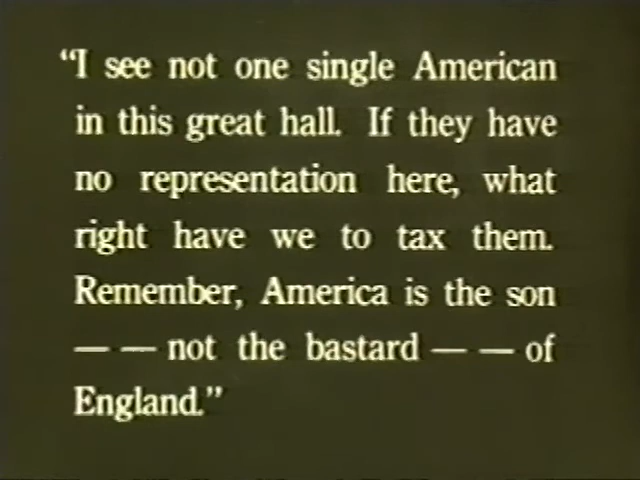 “I see not one single American
in this great hall. If they have
no representation here, what
right have we to tax them.
Remember, America is the son
— — not the bastard — — of
England.”